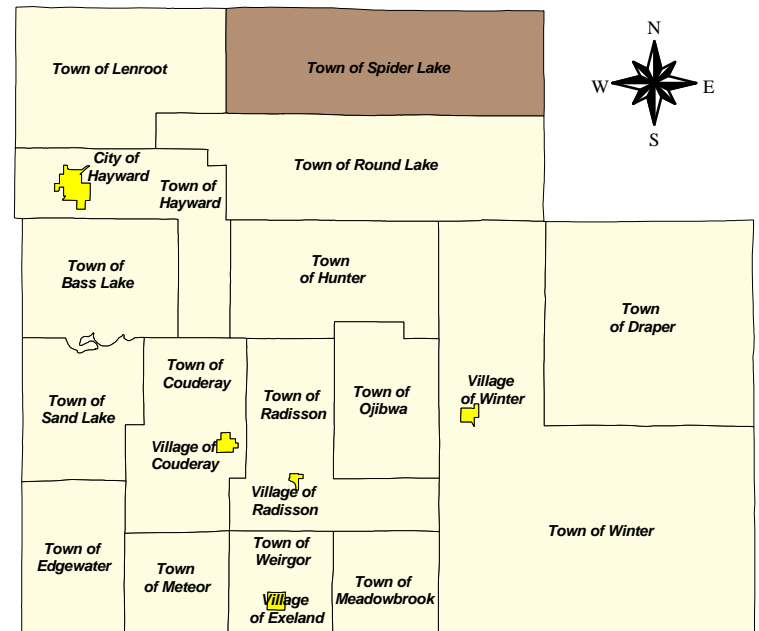 N
W
E
S
Town of Lenroot
Town of Spider Lake
City of
Hayward
Town of
Hayward
Town of Round Lake
Town of
Bass Lake
Town
of Hunter
Town
of Draper
Town of
Sand Lake
Town of
Couderay
Village of
Couderay
Town of
Radisson
Village of
Radisson
Town of
Ojibwa
Village
of Winter
Town of Winter
Town of
Edgewater
Town
of Meteor
Town of
Weirgor
Village
of Exeland
Town of
Meadowbrook